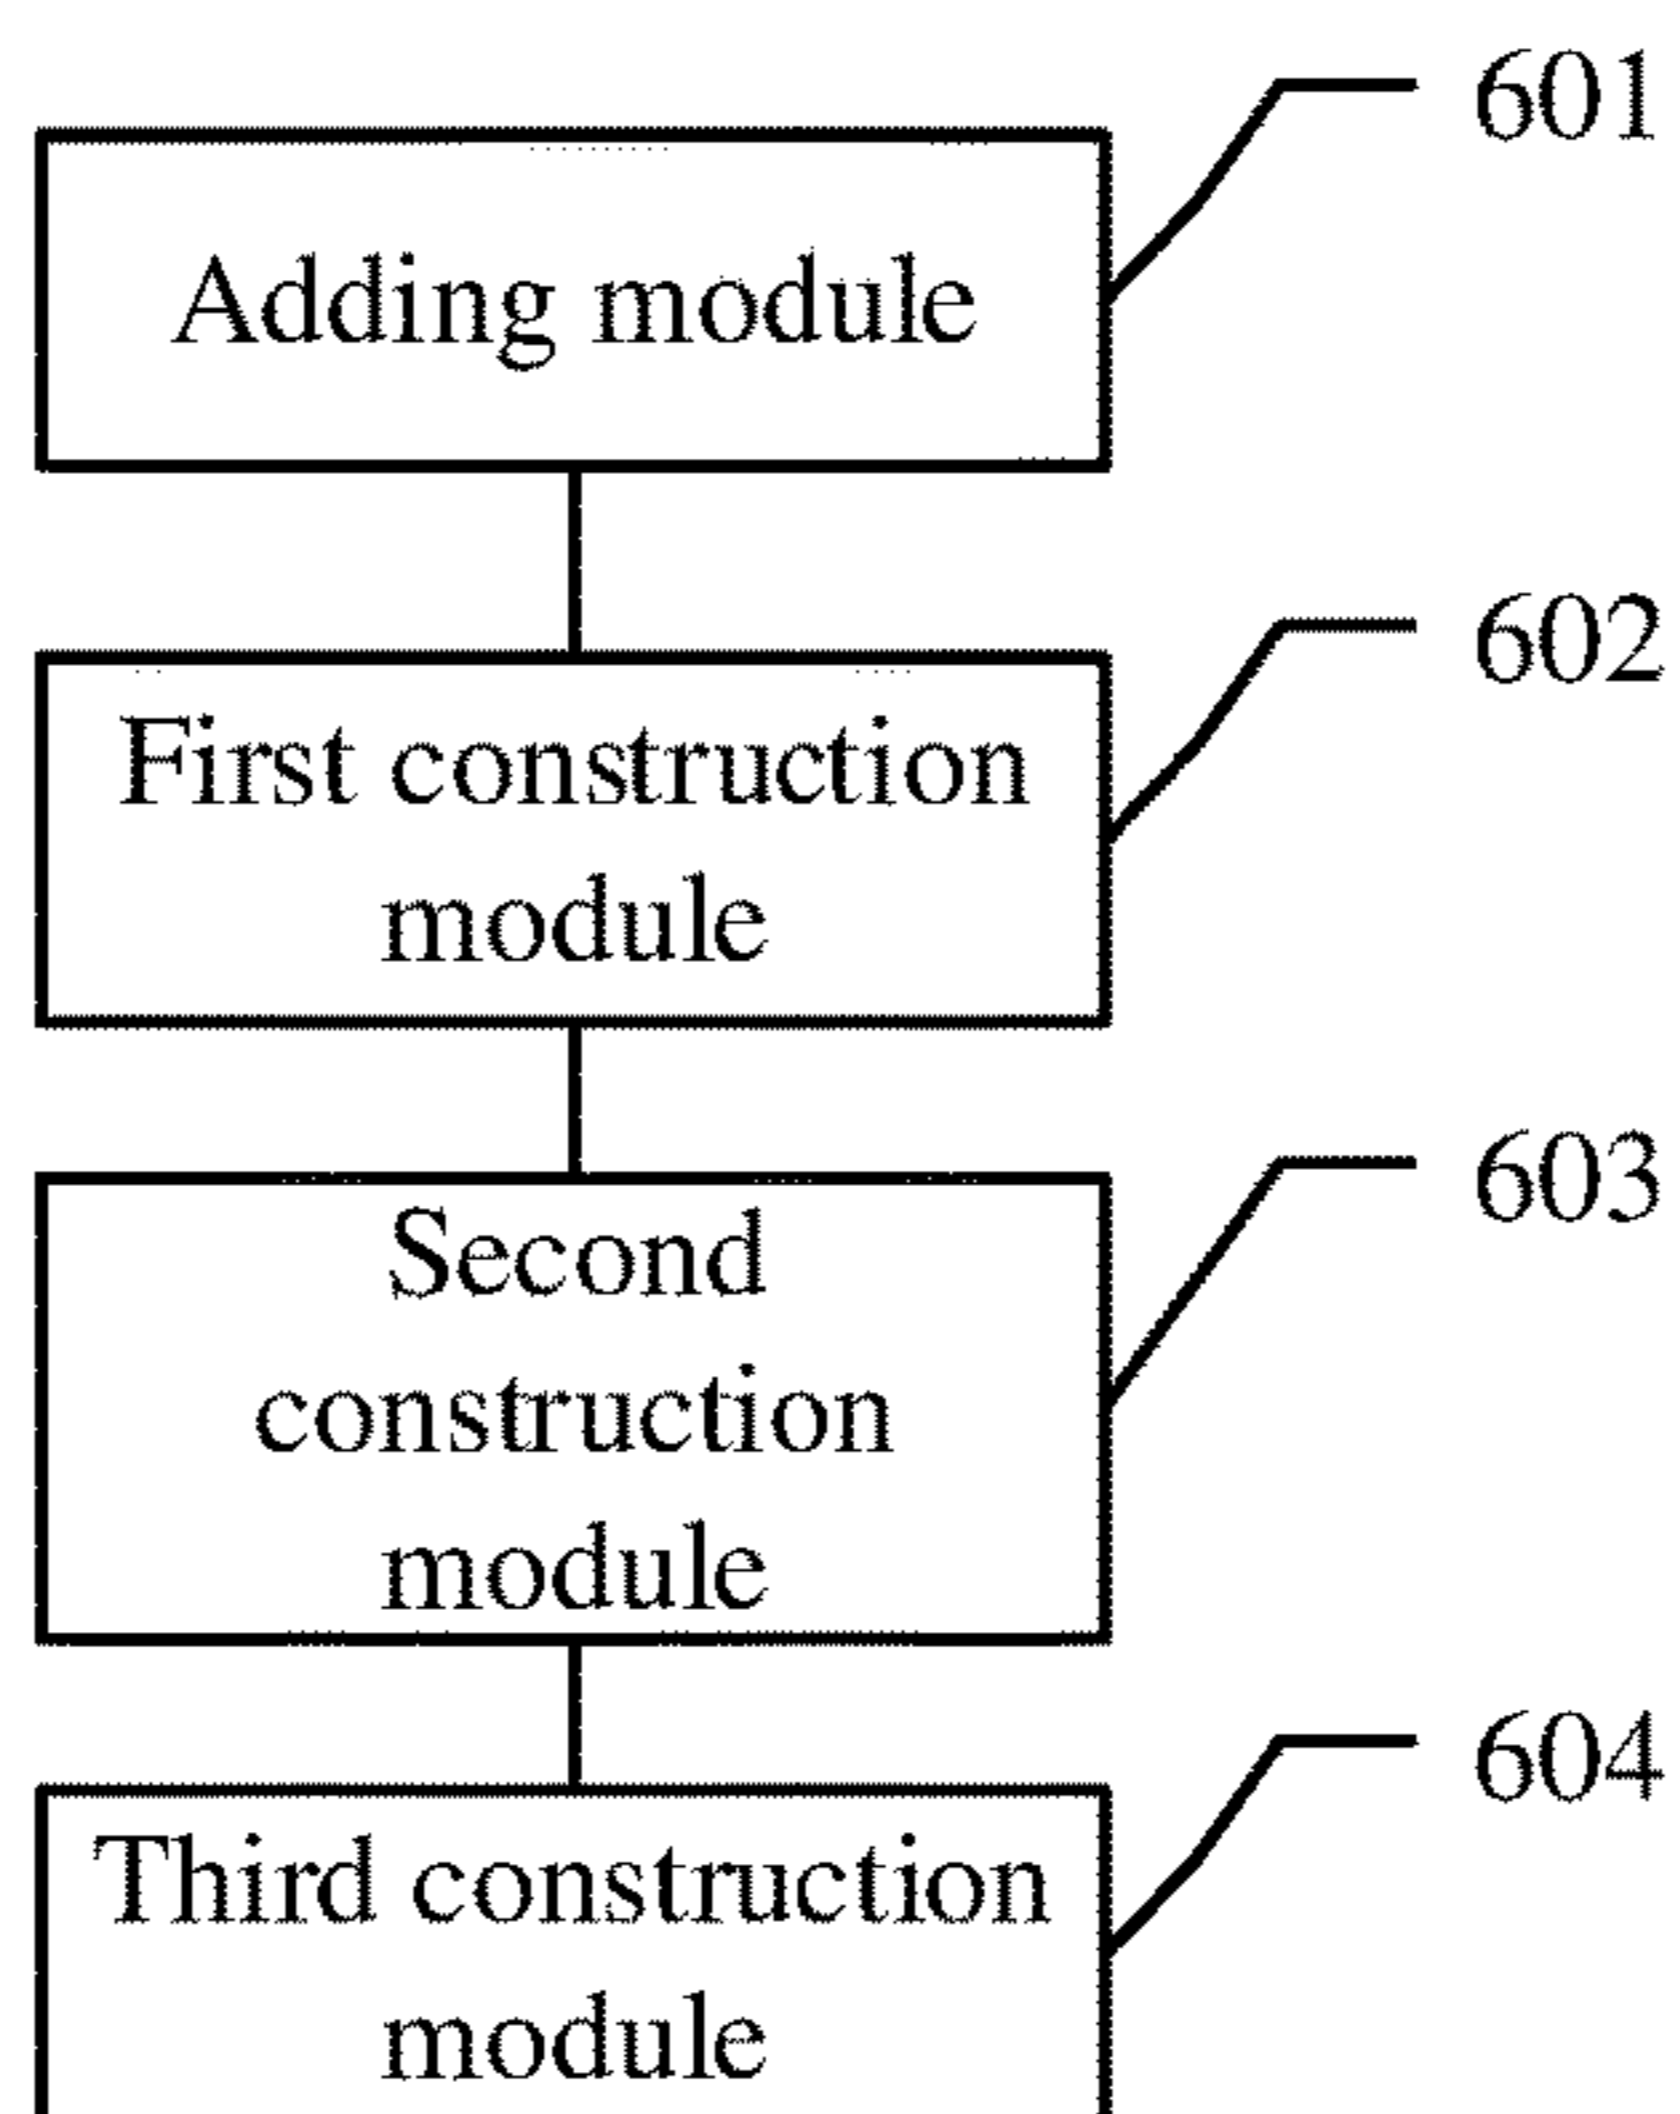 601
Adding module
602
First construction
module
603
Second
construction
module
604
Third construction
module